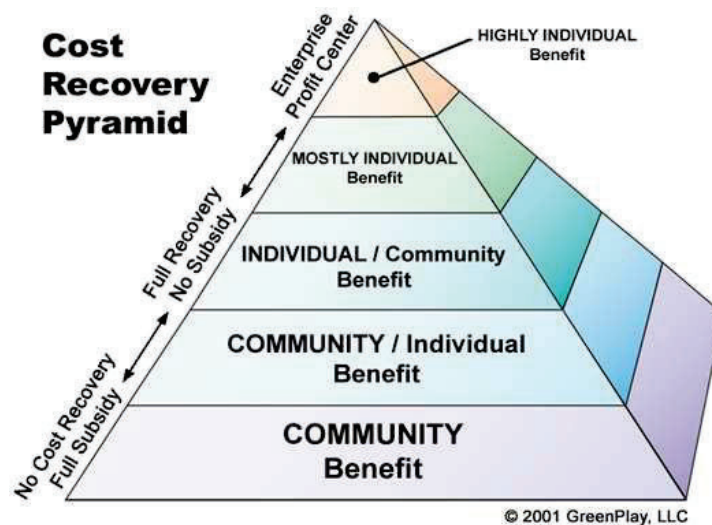 Cost
Recovery
Pyramid
Enterprise
Profit Center
HIGHLY INDIVIDUAL
Benefit
MOSTLY INDIVIDUAL
Benefit
Full Recovery
No Subsidy
INDIVIDUAL / Community
Benefit
COMMUNITY / Individual
Benefit
No Cost Recovery
Full Subsidy
COMMUNITY
Benefit
© 2001 GreenPlay, LLC